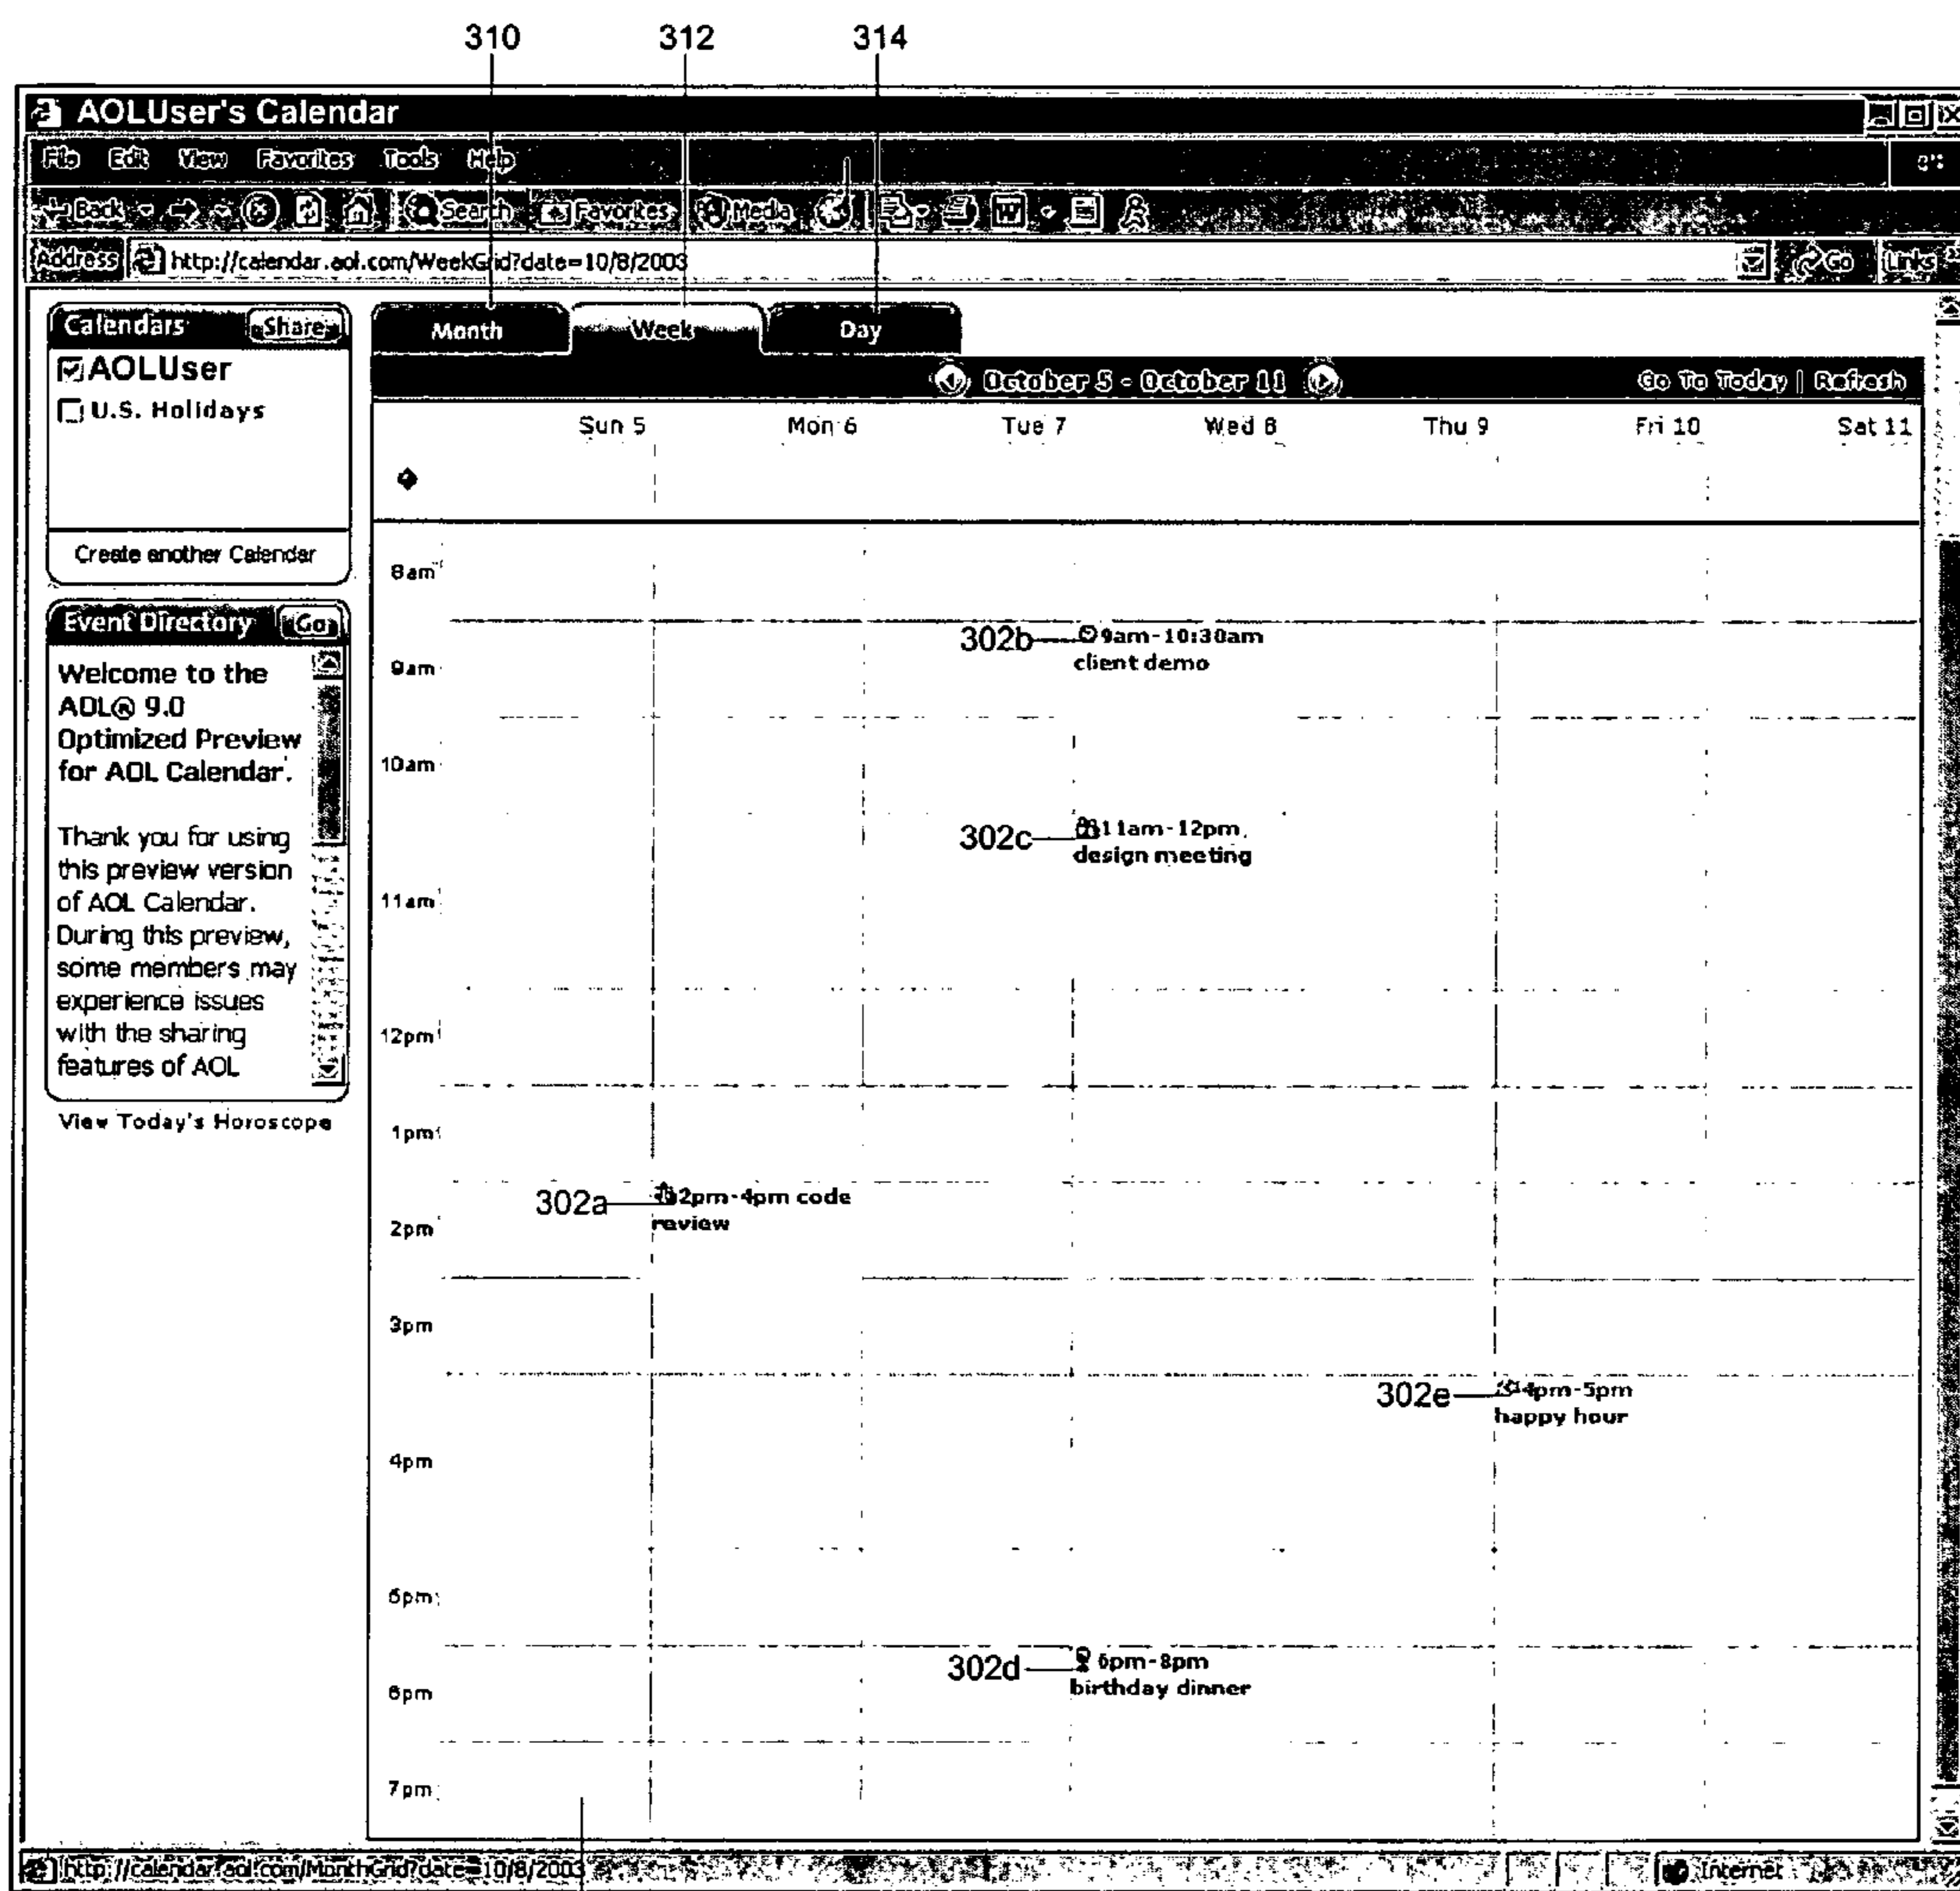 310 312 314
AOLUser's Calendar
File Edit View Favorites Tools Help
Back Search Favorites Media
Address http://calendar.aol.com/WeekGrid?date=10/8/2003 Go Links
Calendars Share
AOLUser
U.S. Holidays
Create another Calendar
Event Directory Go
Welcome to the
AOL® 9.0
Optimized Preview
for AOL Calendar.
Thank you for using
this preview version
of AOL Calendar.
During this preview,
some members may
experience issues
with the sharing
features of AOL
View Today's Horoscope
Month Week Day
October 5 - October 11 Go To Today | Refresh
Sun 5 Mon 6 Tue 7 Wed 8 Thu 9 Fri 10 Sat 11
8am
302b 9am-10:30am
client demo
9am
10am
302c 11am-12pm
design meeting
11am
12pm
1pm
302a 2pm-4pm code
review
2pm
3pm
302e 4pm-5pm
happy hour
4pm
5pm
302d 6pm-8pm
birthday dinner
6pm
7pm
http://calendar.aol.com/MonthGrid?date=10/8/2003 Internet